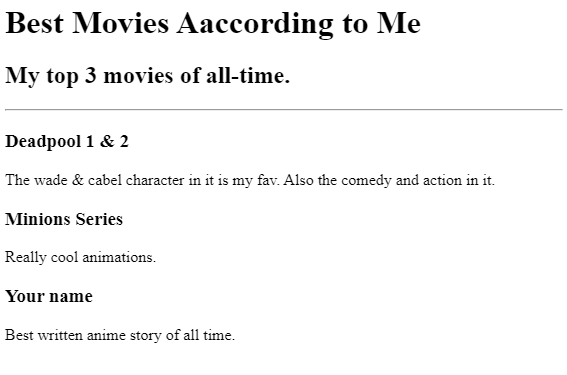 Best Movies Aaccording to Me
My top 3 movies of all-time.
Deadpool 1 & 2
The wade & cabel character in it is my fav. Also the comedy and action in it.
Minions Series
Really cool animations.
Your name
Best written anime story of all time.